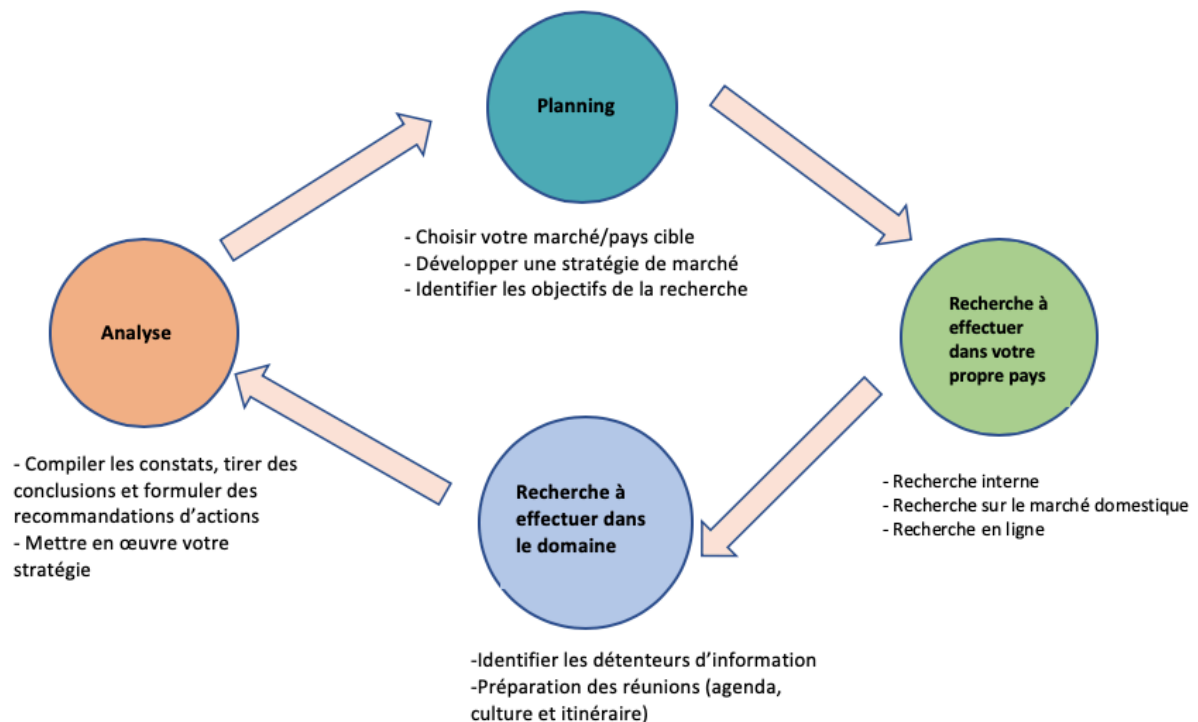 Planning
- Choisir votre marché/pays cible
- Développer une stratégie de marché
- Identifier les objectifs de la recherche
Recherche à
effectuer
dans votre
propre pays
- Recherche interne
- Recherche sur le marché domestique
- Recherche en ligne
Recherche à
effectuer dans
le domaine
-Identifier les détenteurs d’information
-Préparation des réunions (agenda,
culture et itinéraire)
Analyse
- Compiler les constats, tirer des
conclusions et formuler des
recommandations d’actions
- Mettre en œuvre votre
stratégie